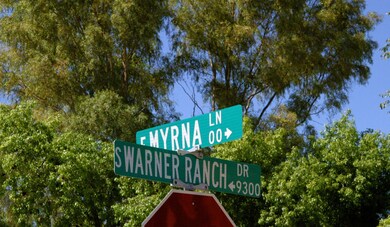 E MYRNA LN
00→
S WARNER RANCH DR
←9300